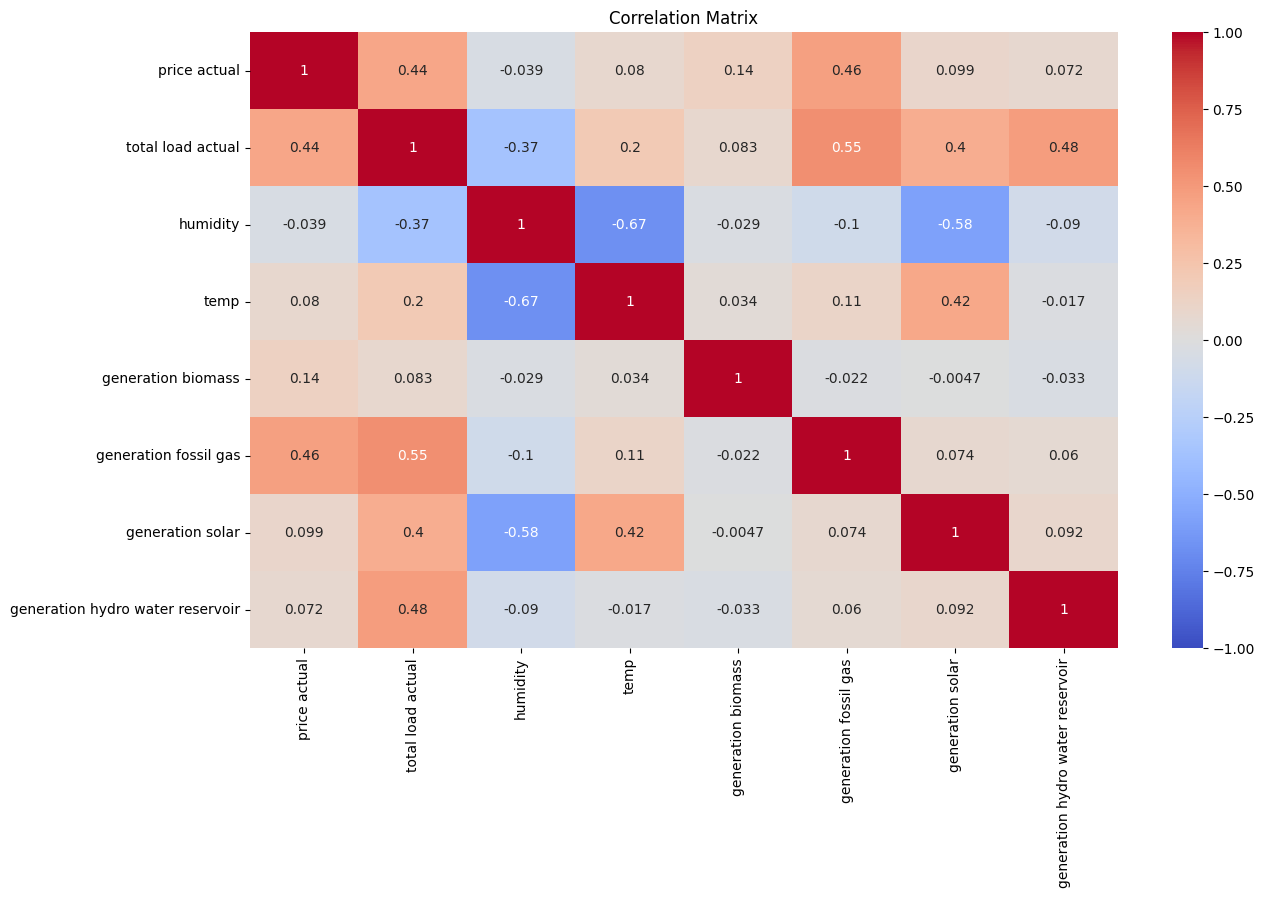 Correlation Matrix
price actual 1 0.44 -0.039 0.08 0.14 0.46 0.099 0.072
total load actual 0.44 1 -0.37 0.2 0.083 0.55 0.4 0.48
humidity -0.039 -0.37 1 -0.67 -0.029 -0.1 -0.58 -0.09
temp 0.08 0.2 -0.67 1 0.034 0.11 0.42 -0.017
generation biomass 0.14 0.083 -0.029 0.034 1 -0.022 -0.0047 -0.033
generation fossil gas 0.46 0.55 -0.1 0.11 -0.022 1 0.074 0.06
generation solar 0.099 0.4 -0.58 0.42 -0.0047 0.074 1 0.092
generation hydro water reservoir 0.072 0.48 -0.09 -0.017 -0.033 0.06 0.092 1
price actual
total load actual
humidity
temp
generation biomass
generation fossil gas
generation solar
generation hydro water reservoir
1.00
0.75
0.50
0.25
0.00
−0.25
−0.50
−0.75
−1.00